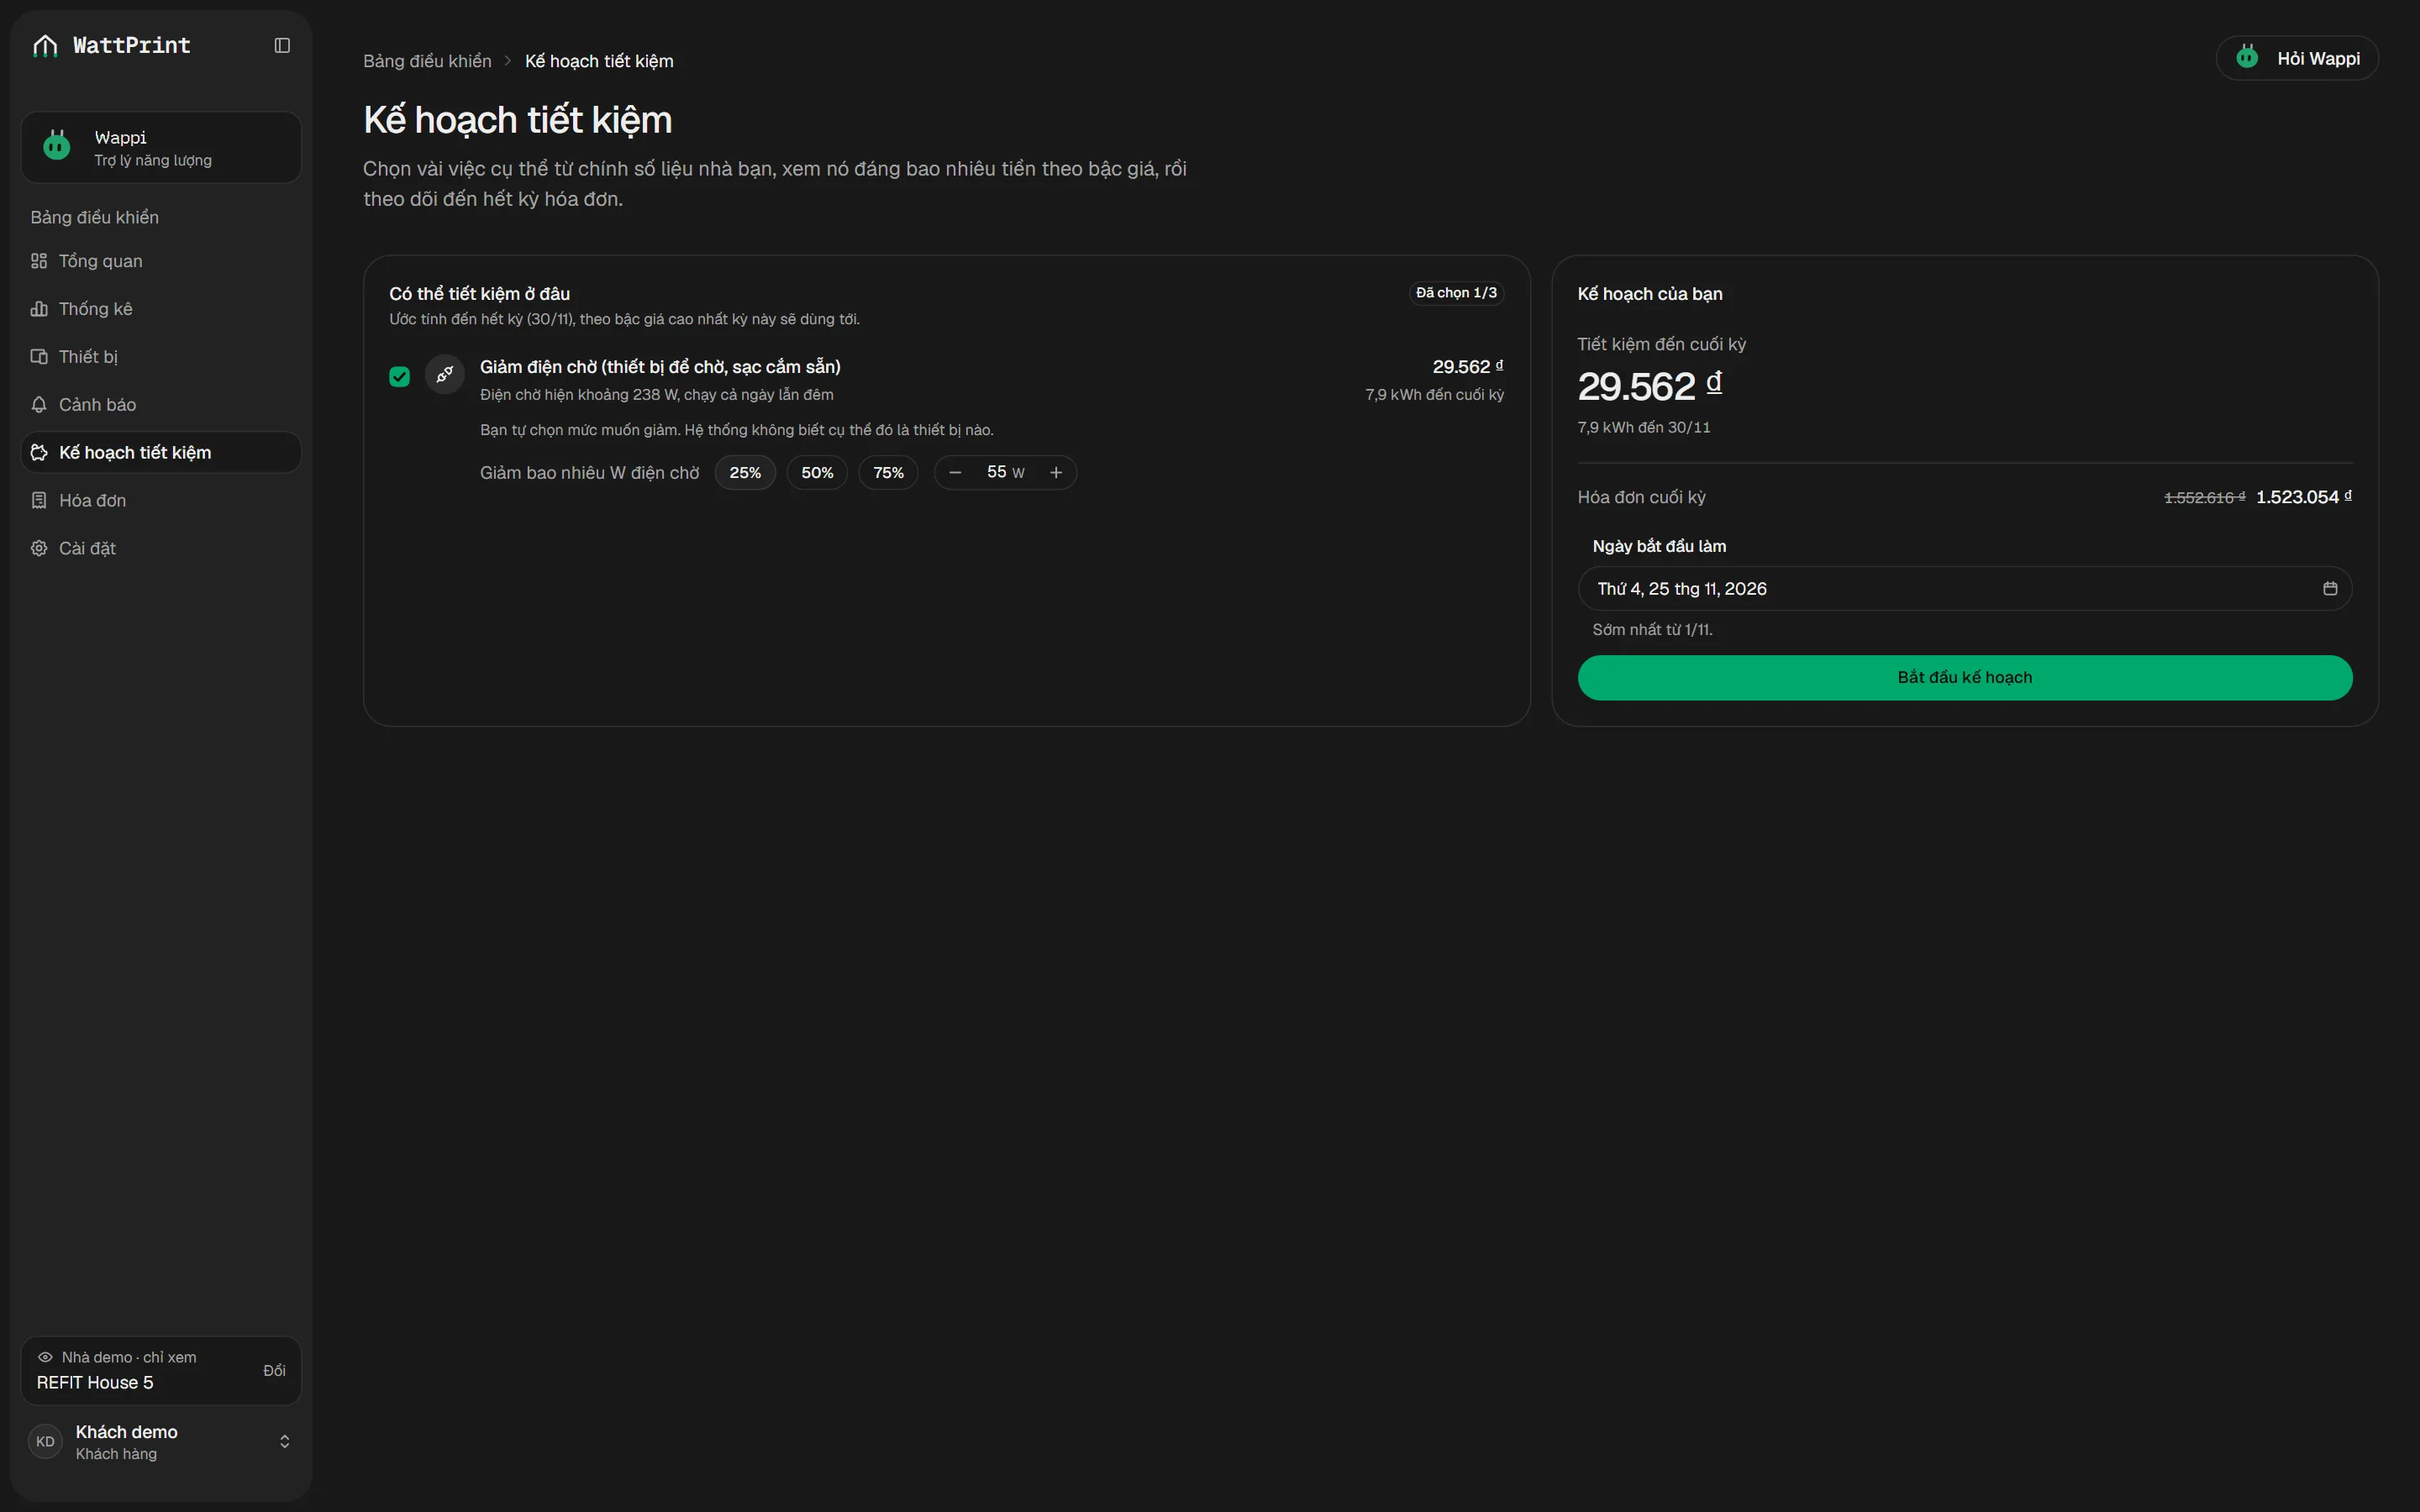 WattPrint
Wappi
Trợ lý năng lượng
Bảng điều khiển
Tổng quan
Thống kê
Thiết bị
Cảnh báo
Kế hoạch tiết kiệm
Hóa đơn
Cài đặt
Nhà demo · chỉ xem
REFIT House 5
Đổi
KD
Khách demo
Khách hàng
Bảng điều khiển > Kế hoạch tiết kiệm
Hỏi Wappi
Kế hoạch tiết kiệm
Chọn vài việc cụ thể từ chính số liệu nhà bạn, xem nó đáng bao nhiêu tiền theo bậc giá, rồi
theo dõi đến hết kỳ hóa đơn.
Có thể tiết kiệm ở đâu
Đã chọn 1/3
Ước tính đến hết kỳ (30/11), theo bậc giá cao nhất kỳ này sẽ dùng tới.
Giảm điện chờ (thiết bị để chờ, sạc cắm sẵn)
29.562 ₫
Điện chờ hiện khoảng 238 W, chạy cả ngày lẫn đêm
7,9 kWh đến cuối kỳ
Bạn tự chọn mức muốn giảm. Hệ thống không biết cụ thể đó là thiết bị nào.
Giảm bao nhiêu W điện chờ 25% 50% 75% − 55 W +
Kế hoạch của bạn
Tiết kiệm đến cuối kỳ
29.562 ₫
7,9 kWh đến 30/11
Hóa đơn cuối kỳ 1.552.616 ₫ 1.523.054 ₫
Ngày bắt đầu làm
Thứ 4, 25 thg 11, 2026
Sớm nhất từ 1/11.
Bắt đầu kế hoạch